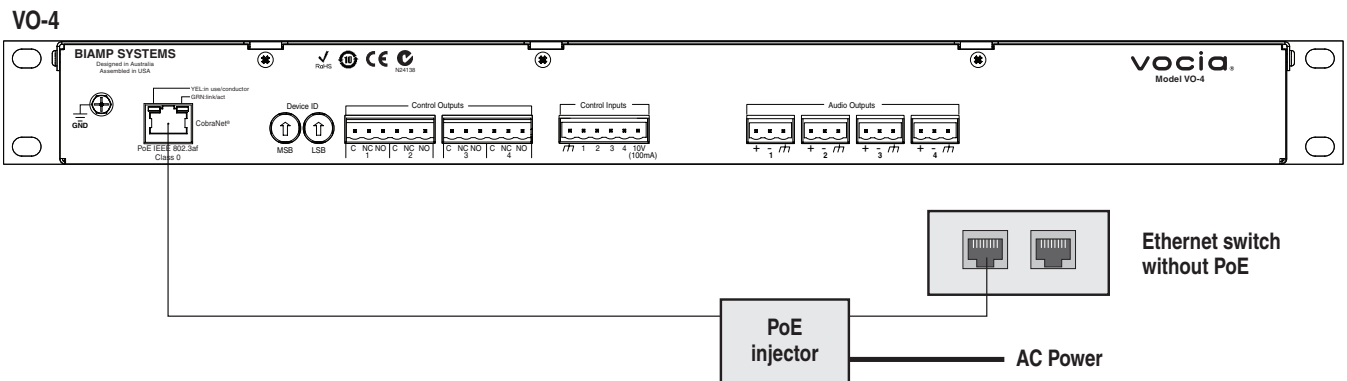 VO-4
BIAMP SYSTEMS
Designed in Australia
Assembled in USA
RoHS
10
CE
N24138
vocia®
Model VO-4
YEL:in use/conductor
GRN:link/act
GND
CobraNet®
PoE IEEE 802.3af
Class 0
Device ID
MSB LSB
Control Outputs
C NC NO C NC NO C NC NO C NC NO
1 2 3 4
Control Inputs
1 2 3 4 10V
(100mA)
Audio Outputs
+ - + - + - + -
1 2 3 4
Ethernet switch
without PoE
PoE
injector
AC Power